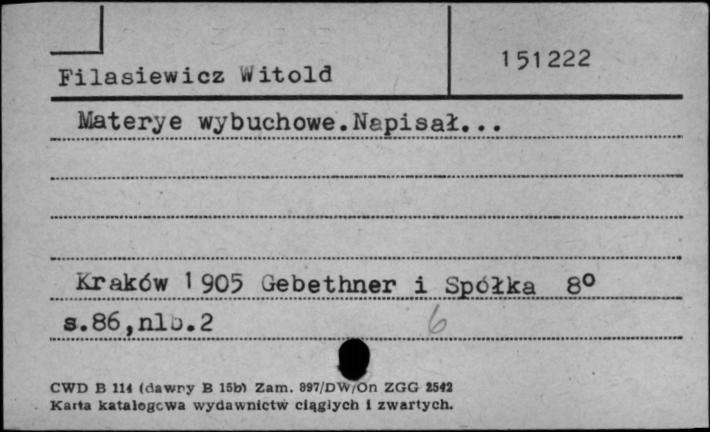 151222
Filasiewicz Witold
Materye wybuchowe.Napisał...
Kraków 1905 Gebethner i Spółka 8°
s.86,nlb.2 6
CWD B 114 (dawny B 15b) Zam. 997/DW/On ZGG 2542
Karta katalogowa wydawnictw ciągłych i zwartych.